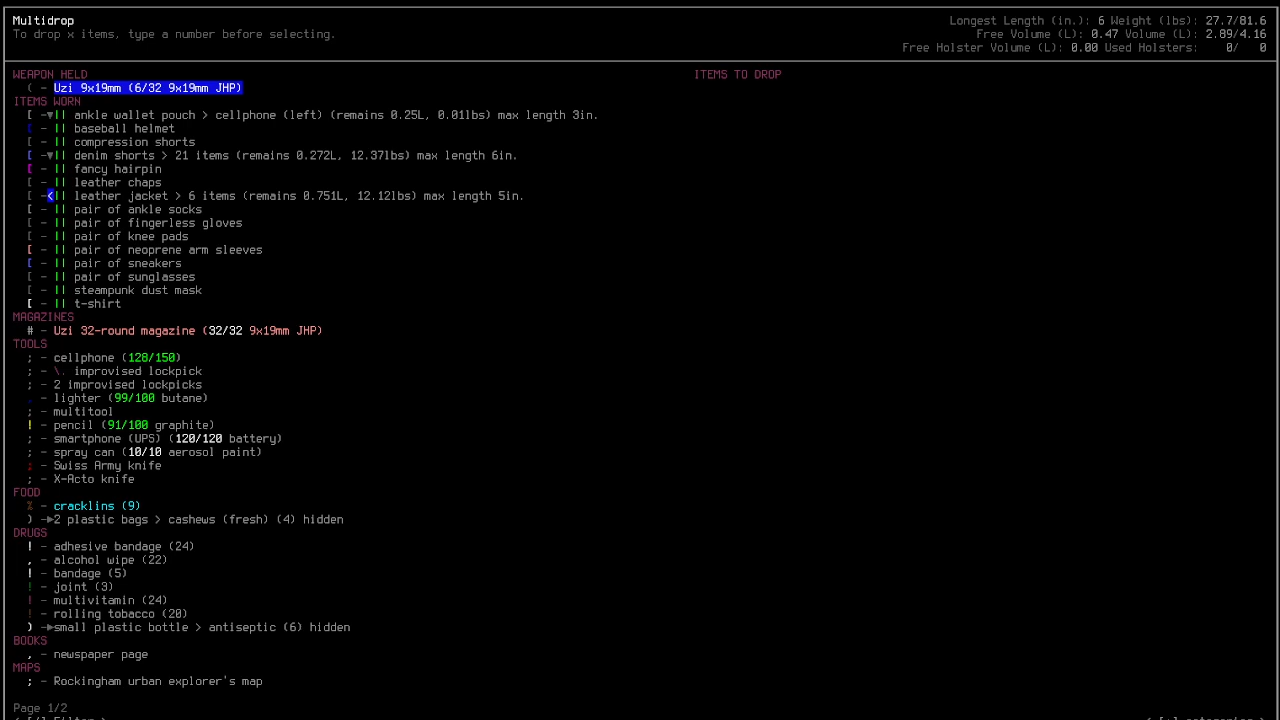 Multidrop
Longest Length (in.): 6 Weight (lbs): 27.7/81.6
To drop x items, type a number before selecting.
Free Volume (L): 0.47 Volume (L): 2.89/4.16
Free Holster Volume (L): 0.00 Used Holsters: 0/ 0
WEAPON HELD
ITEMS TO DROP
( - Uzi 9x19mm (6/32 9x19mm JHP)
ITEMS WORN
[ -▼|| ankle wallet pouch > cellphone (left) (remains 0.25L, 0.01lbs) max length 3in.
[ - || baseball helmet
[ - || compression shorts
[ -▼|| denim shorts > 21 items (remains 0.272L, 12.37lbs) max length 6in.
[ - || fancy hairpin
[ - || leather chaps
[ -<|| leather jacket > 6 items (remains 0.751L, 12.12lbs) max length 5in.
[ - || pair of ankle socks
[ - || pair of fingerless gloves
[ - || pair of knee pads
[ - || pair of neoprene arm sleeves
[ - || pair of sneakers
[ - || pair of sunglasses
[ - || steampunk dust mask
[ - || t-shirt
MAGAZINES
# - Uzi 32-round magazine (32/32 9x19mm JHP)
TOOLS
; - cellphone (128/150)
; - \. improvised lockpick
; - 2 improvised lockpicks
, - lighter (99/100 butane)
; - multitool
! - pencil (91/100 graphite)
; - smartphone (UPS) (120/120 battery)
; - spray can (10/10 aerosol paint)
; - Swiss Army knife
; - X-Acto knife
FOOD
% - cracklins (9)
) -▶2 plastic bags > cashews (fresh) (4) hidden
DRUGS
! - adhesive bandage (24)
, - alcohol wipe (22)
! - bandage (5)
! - joint (3)
! - multivitamin (24)
! - rolling tobacco (20)
) -▶small plastic bottle > antiseptic (6) hidden
BOOKS
, - newspaper page
MAPS
; - Rockingham urban explorer's map
Page 1/2